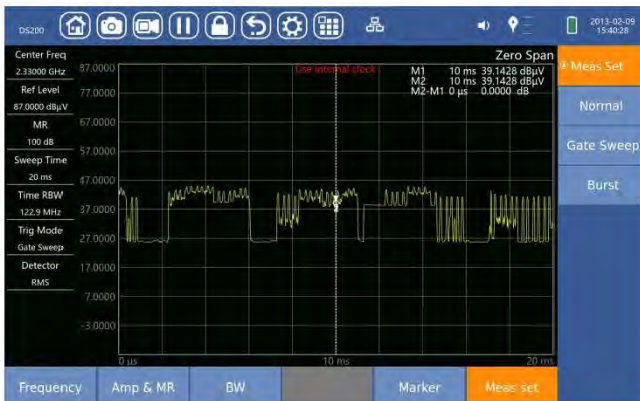 DS200
2013-02-09
15:40:28
Center Freq
2.33000 GHz
Ref Level
87.0000 dBμV
MR
100 dB
Sweep Time
20 ms
Time RBW
122.9 MHz
Trig Mode
Gate Sweep
Detector
RMS
Zero Span
Use internal clock
M1 10 ms 39.1428 dBμV
M2 10 ms 39.1428 dBμV
M2-M1 0 μs 0.0000 dB
87.0000
77.0000
67.0000
57.0000
47.0000
37.0000
27.0000
17.0000
7.0000
-3.0000
0 us
10 ms
20 ms
Meas Set
Normal
Gate Sweep
Burst
Frequency
Amp & MR
BW
Marker
Meas set